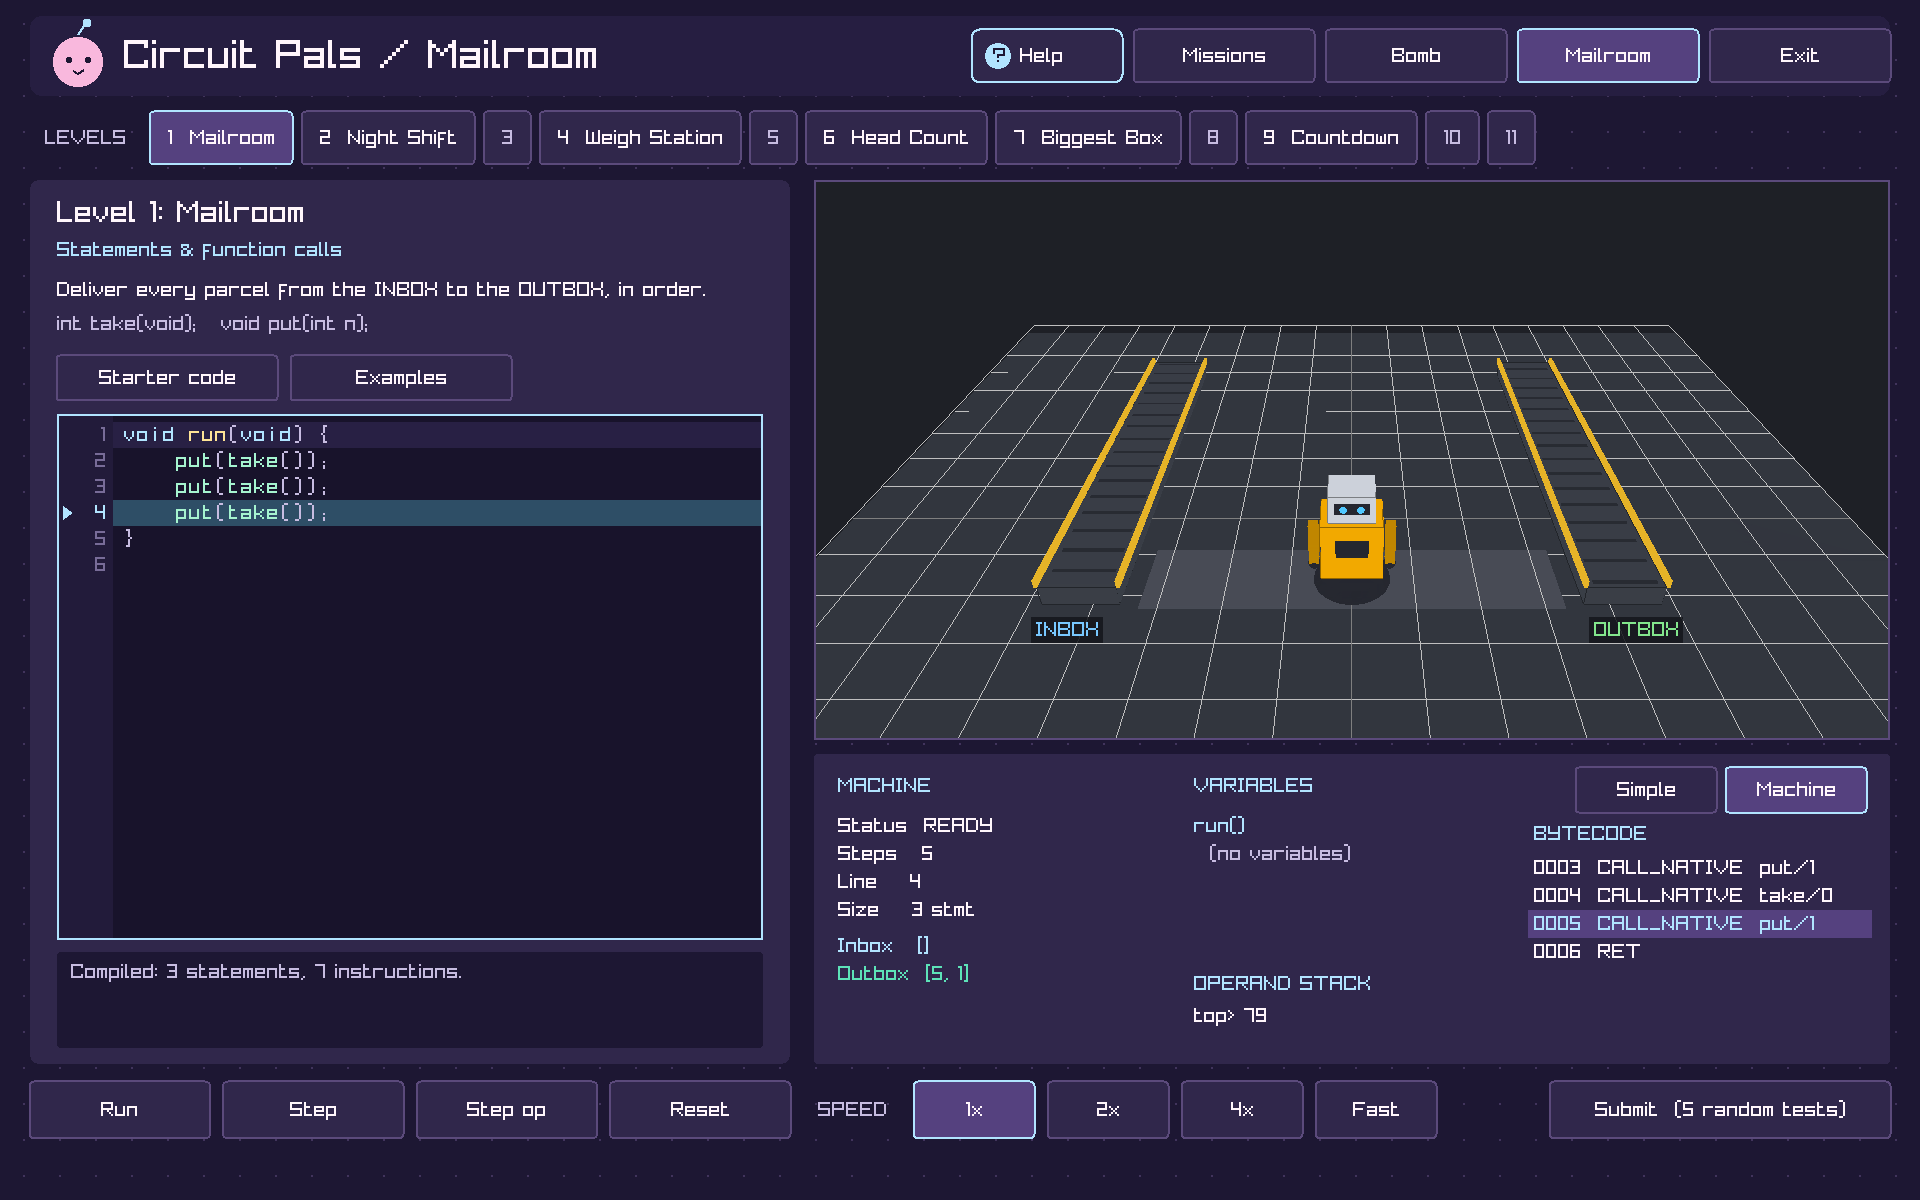 Circuit Pals / Mailroom
? Help
Missions
Bomb
Mailroom
Exit
LEVELS
1 Mailroom
2 Night Shift
3
4 Weigh Station
5
6 Head Count
7 Biggest Box
8
9 Countdown
10
11
Level 1: Mailroom
Statements & function calls
Deliver every parcel from the INBOX to the OUTBOX, in order.
int take(void);   void put(int n);
Starter code
Examples
1 void run(void) {
2     put(take());
3     put(take());
4     put(take());
5 }
6
Compiled: 3 statements, 7 instructions.
INBOX
OUTBOX
MACHINE
Status READY
Steps 5
Line 4
Size 3 stmt
Inbox []
Outbox [5, 1]
VARIABLES
run()
(no variables)
OPERAND STACK
top> 79
Simple
Machine
BYTECODE
0003 CALL_NATIVE put/1
0004 CALL_NATIVE take/0
0005 CALL_NATIVE put/1
0006 RET
Run
Step
Step op
Reset
SPEED
1x
2x
4x
Fast
Submit (5 random tests)